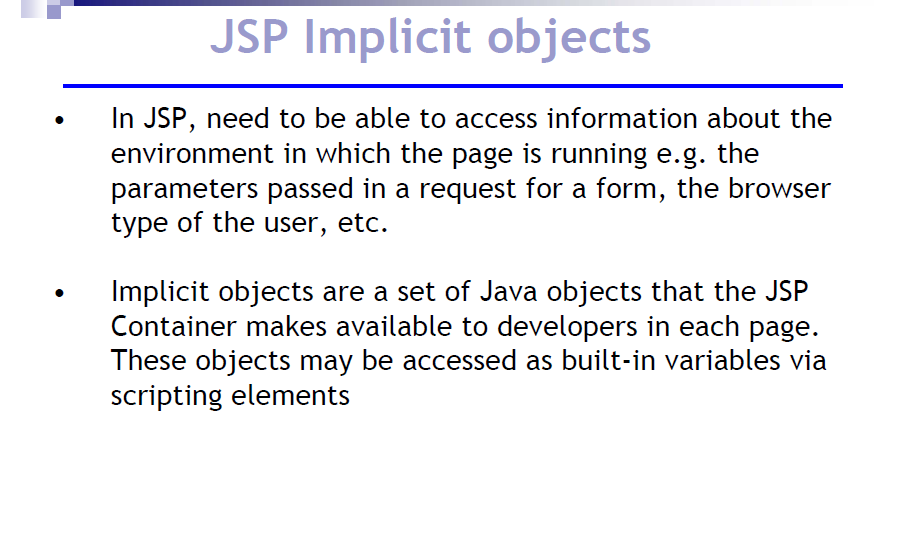 JSP Implicit objects
• In JSP, need to be able to access information about the
environment in which the page is running e.g. the
parameters passed in a request for a form, the browser
type of the user, etc.
• Implicit objects are a set of Java objects that the JSP
Container makes available to developers in each page.
These objects may be accessed as built-in variables via
scripting elements